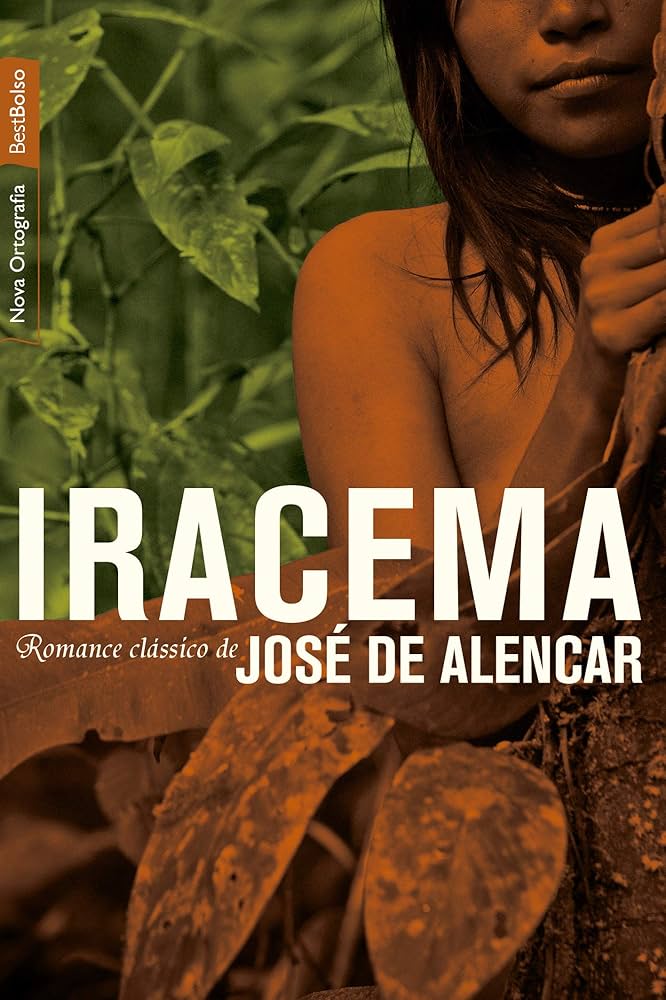 BestBolso
Nova Ortografia
IRACEMA
Romance clássico de
JOSÉ DE ALENCAR